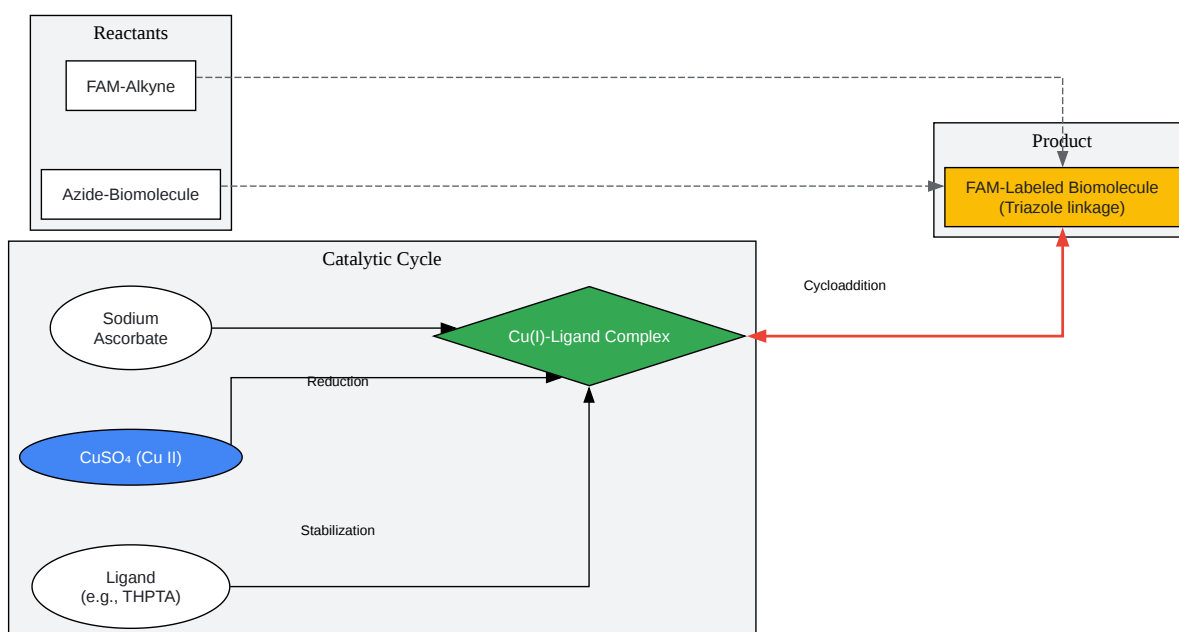 Reactants
FAM-Alkyne
Azide-Biomolecule
Product
FAM-Labeled Biomolecule
(Triazole linkage)
Catalytic Cycle
Sodium
Ascorbate
Cu(I)-Ligand Complex
Cycloaddition
Reduction
CuSO₄ (Cu II)
Stabilization
Ligand
(e.g., THPTA)